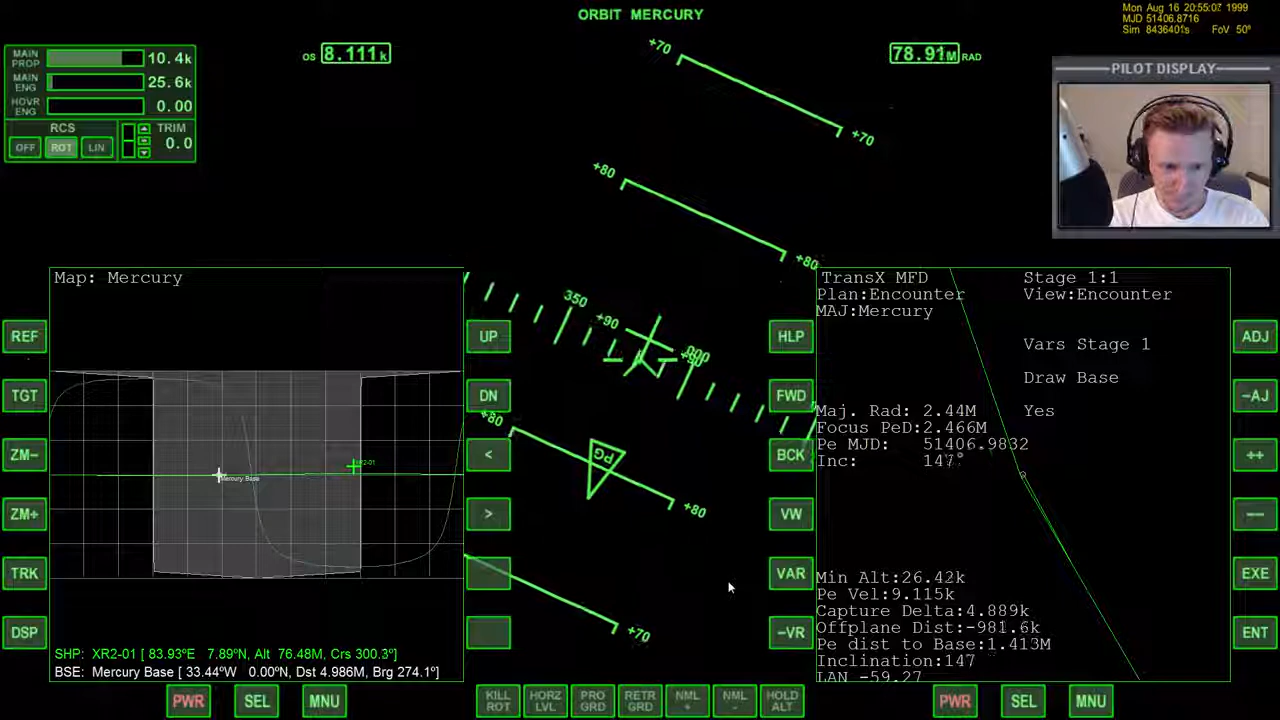 ORBIT MERCURY
Mon Aug 16 20:55:07 1999
MJD 51406.8716
Sim 8436401s FoV 50°
MAIN PROP 10.4k
MAIN ENG 25.6k
HOVR ENG 0.00
RCS TRIM
OFF ROT LIN 0.0
OS 8.111k
78.91M RAD
PILOT DISPLAY
+70 +70
+80 +80
350 +90 000
+80 +80
PG
+70
Map: Mercury
REF
TGT
ZM-
ZM+
TRK
DSP
UP
DN
<
>
XR2-01
Mercury Base
SHP: XR2-01 [ 83.93°E 7.89°N, Alt 76.48M, Crs 300.3°]
BSE: Mercury Base [ 33.44°W 0.00°N, Dst 4.986M, Brg 274.1°]
PWR SEL MNU
KILL ROT
HORZ LVL
PRO GRD
RETR GRD
NML +
NML -
HOLD ALT
HLP
FWD
BCK
VW
VAR
-VR
TransX MFD Stage 1:1
Plan:Encounter View:Encounter
MAJ:Mercury
Vars Stage 1
Draw Base
Maj. Rad: 2.44M Yes
Focus PeD:2.466M
Pe MJD: 51406.9832
Inc: 147°
Min Alt:26.42k
Pe Vel:9.115k
Capture Delta:4.889k
Offplane Dist:-981.6k
Pe dist to Base:1.413M
Inclination:147
LAN -59.27
ADJ
-AJ
++
--
EXE
ENT
PWR SEL MNU